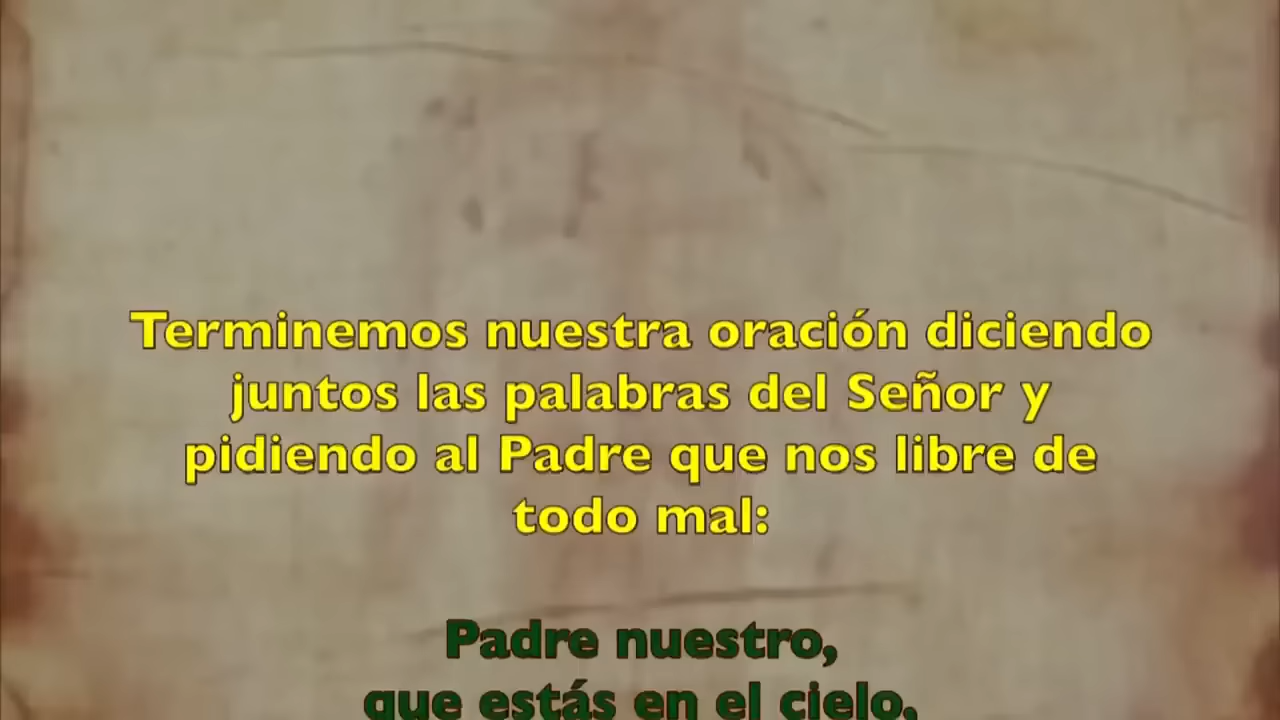 Terminemos nuestra oración diciendo
juntos las palabras del Señor y
pidiendo al Padre que nos libre de
todo mal:
Padre nuestro,
que estás en el cielo,